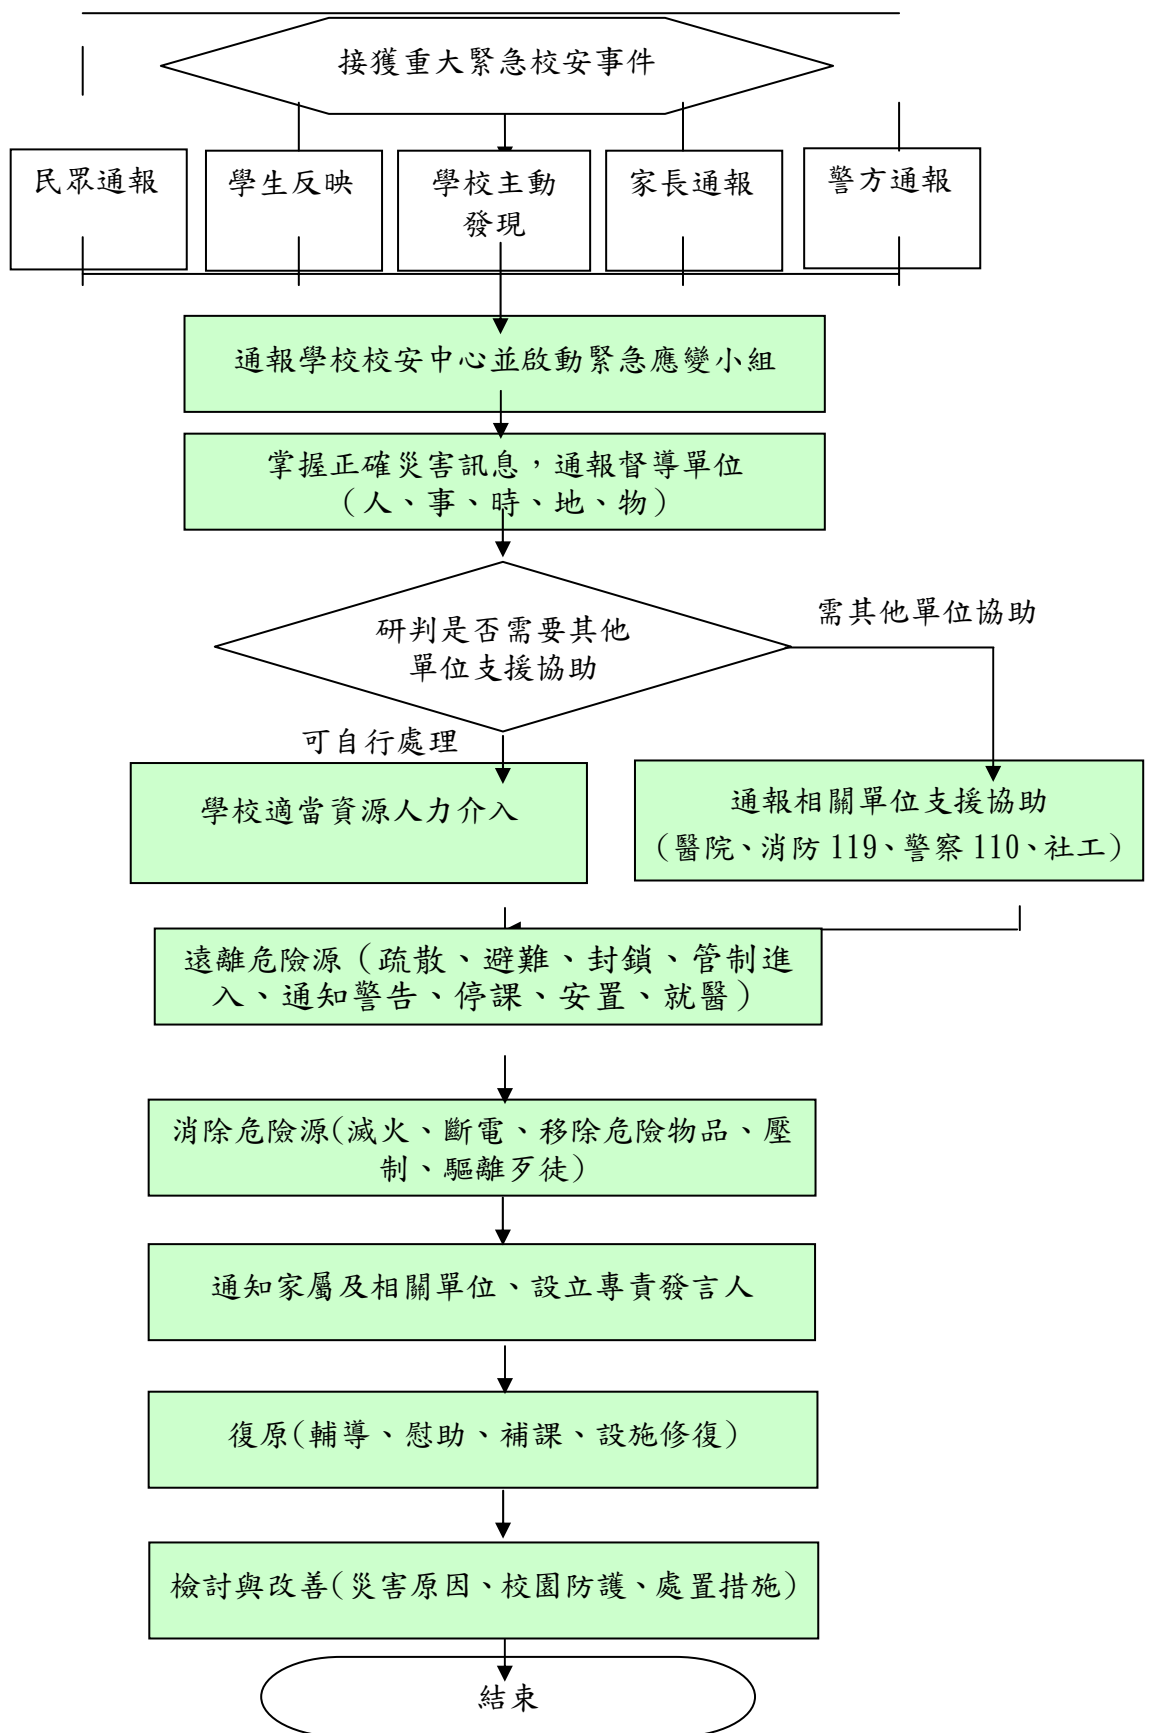 接獲重大緊急校安事件
民眾通報
學生反映
學校主動
發現
家長通報
警方通報
通報學校校安中心並啟動緊急應變小組
掌握正確災害訊息，通報督導單位
（人、事、時、地、物）
研判是否需要其他
單位支援協助
需其他單位協助
可自行處理
學校適當資源人力介入
通報相關單位支援協助
（醫院、消防 119、警察 110、社工）
遠離危險源（疏散、避難、封鎖、管制進
入、通知警告、停課、安置、就醫）
消除危險源(滅火、斷電、移除危險物品、壓
制、驅離歹徒)
通知家屬及相關單位、設立專責發言人
復原(輔導、慰助、補課、設施修復)
檢討與改善(災害原因、校園防護、處置措施)
結束